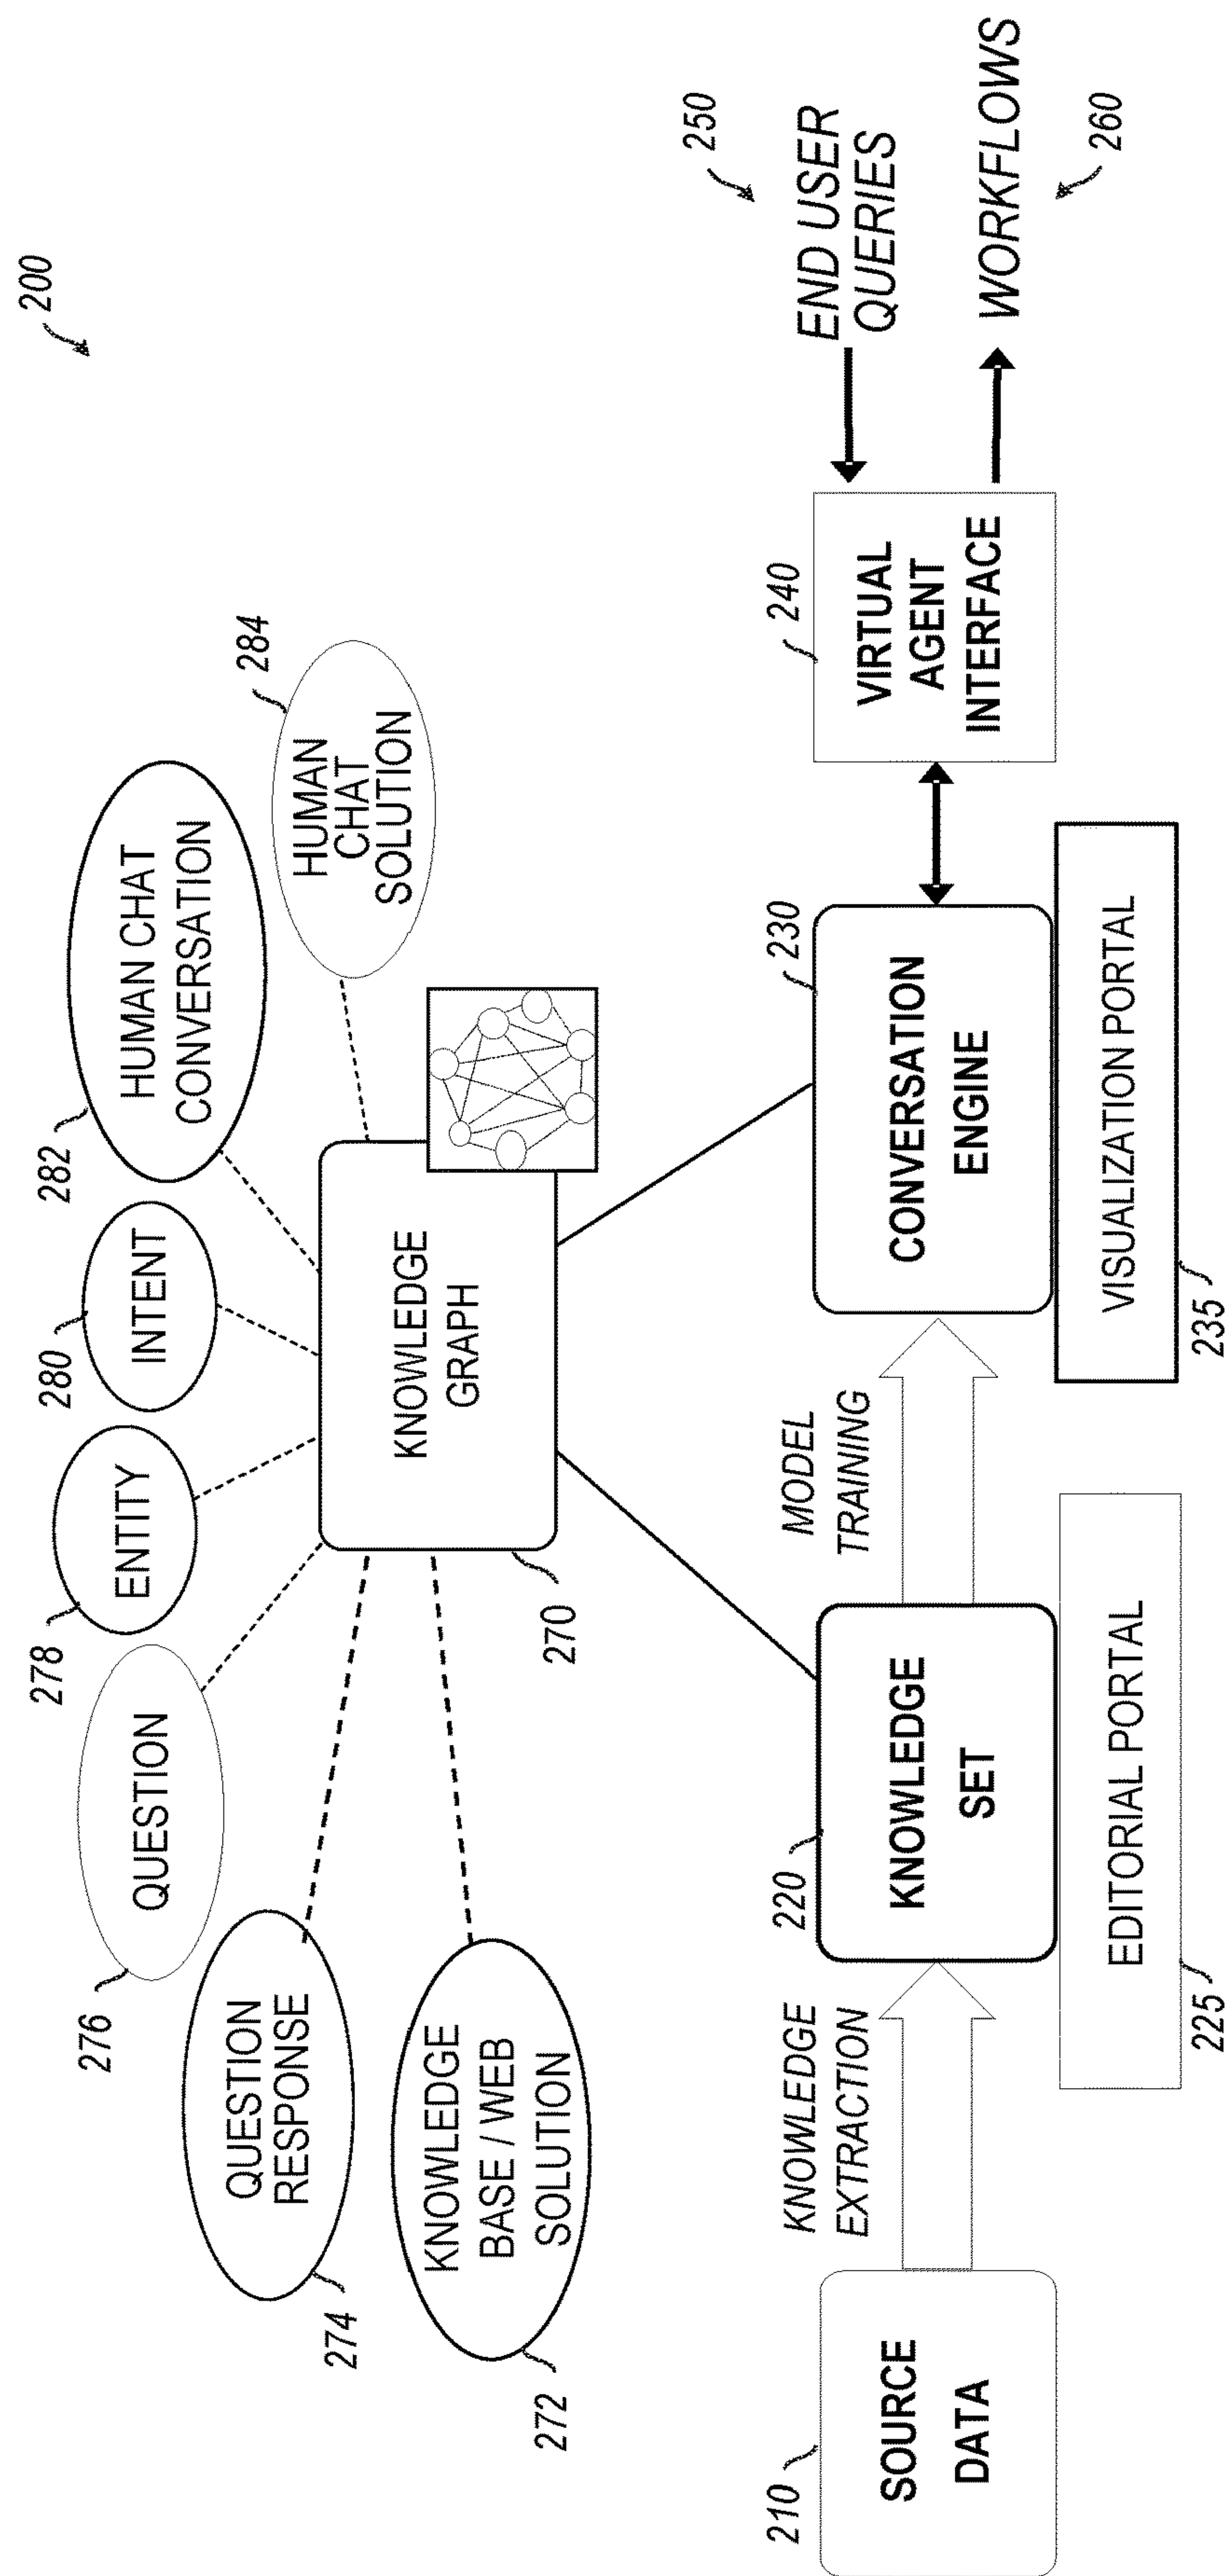 200
282
HUMAN CHAT
CONVERSATION
280
INTENT
278
ENTITY
276
QUESTION
284
HUMAN
CHAT
SOLUTION
274
QUESTION
RESPONSE
KNOWLEDGE
GRAPH
270
272
KNOWLEDGE
BASE / WEB
SOLUTION
250
END USER
QUERIES
WORKFLOWS
260
210
SOURCE
DATA
KNOWLEDGE
EXTRACTION
220
KNOWLEDGE
SET
EDITORIAL PORTAL
225
MODEL
TRAINING
230
CONVERSATION
ENGINE
VISUALIZATION PORTAL
235
240
VIRTUAL
AGENT
INTERFACE